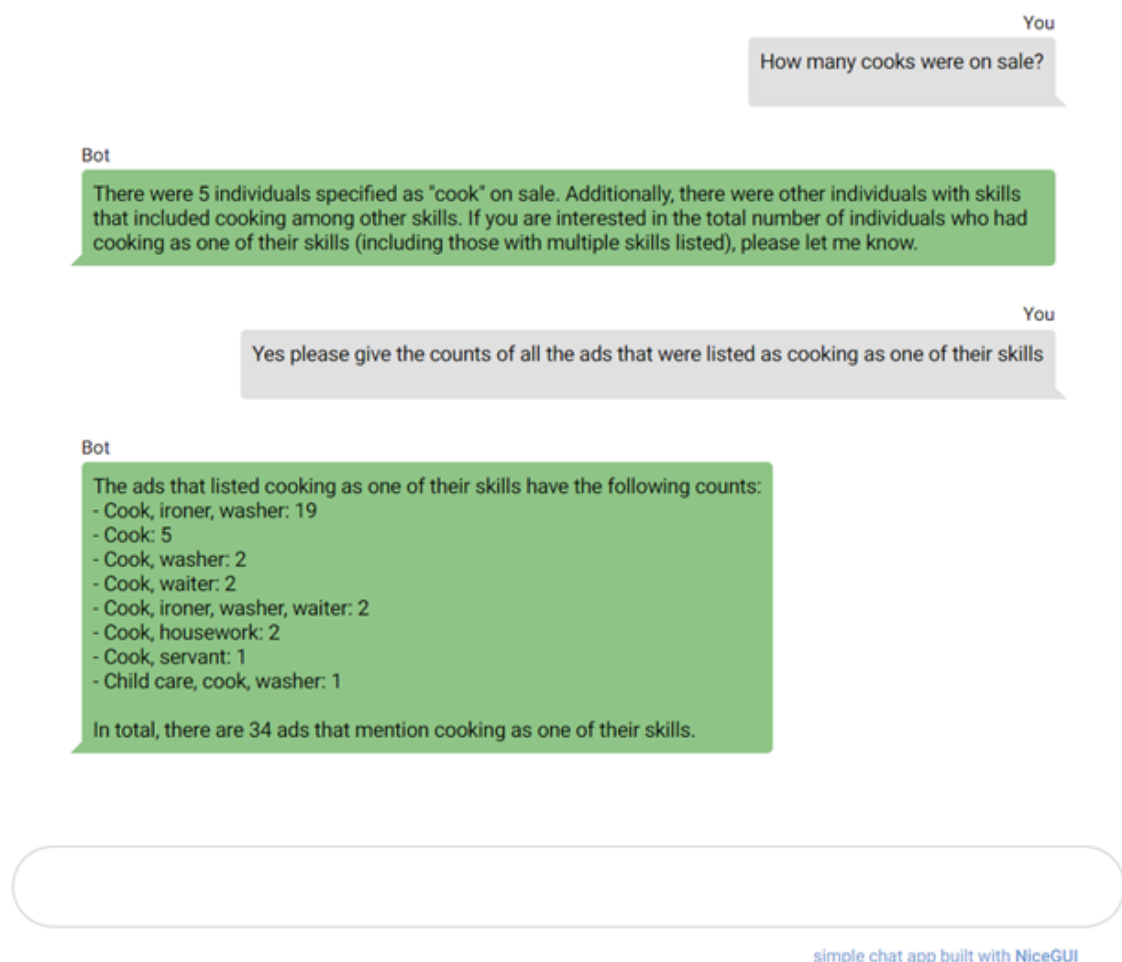 You
How many cooks were on sale?
Bot
There were 5 individuals specified as "cook" on sale. Additionally, there were other individuals with skills
that included cooking among other skills. If you are interested in the total number of individuals who had
cooking as one of their skills (including those with multiple skills listed), please let me know.
You
Yes please give the counts of all the ads that were listed as cooking as one of their skills
Bot
The ads that listed cooking as one of their skills have the following counts:
- Cook, ironer, washer: 19
- Cook: 5
- Cook, washer: 2
- Cook, waiter: 2
- Cook, ironer, washer, waiter: 2
- Cook, housework: 2
- Cook, servant: 1
- Child care, cook, washer: 1
In total, there are 34 ads that mention cooking as one of their skills.
simple chat app built with NiceGUI